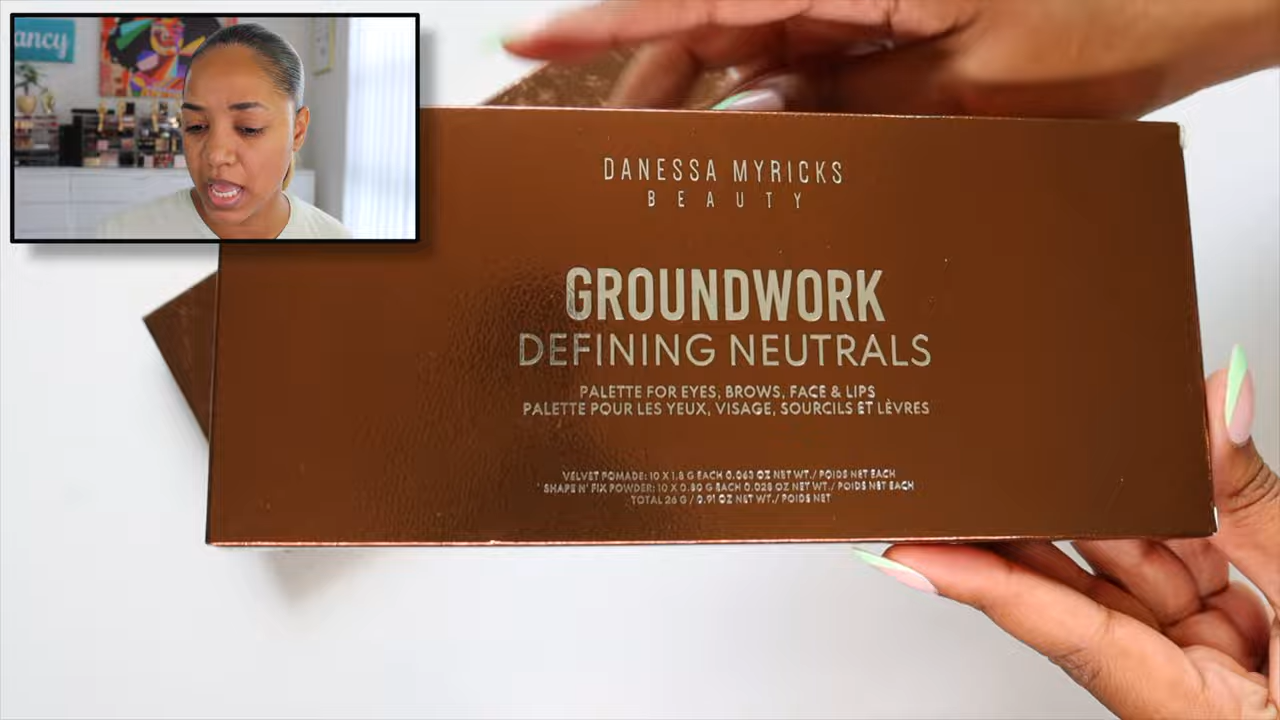 ancy
DANESSA MYRICKS
BEAUTY
GROUNDWORK
DEFINING NEUTRALS
PALETTE FOR EYES, BROWS, FACE & LIPS
PALETTE POUR LES YEUX, VISAGE, SOURCILS ET LÈVRES
VELVET POMADE: 10 X 1.8 G EACH 0.063 OZ NET WT./ POIDS NET EACH
SHAPE N' FIX POWDER: 10 X 0.80 G EACH 0.028 OZ NET WT./ POIDS NET EACH
TOTAL 26 G / 0.91 OZ NET WT./ POIDS NET